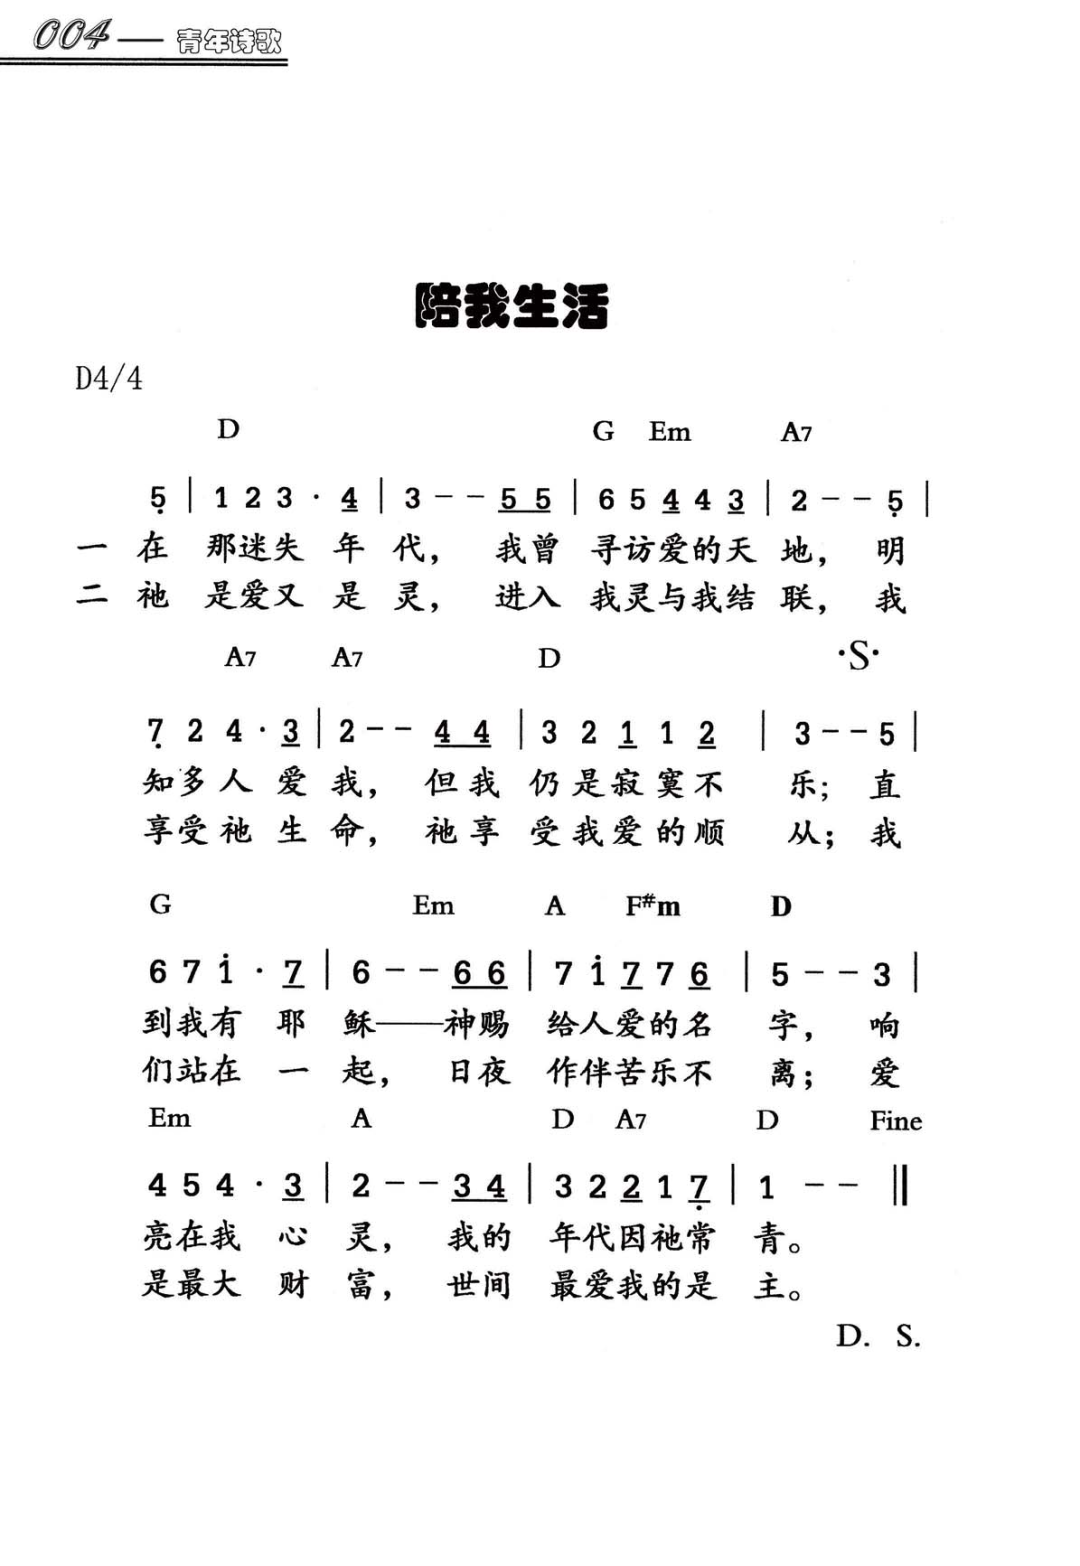 004 — 青年诗歌
陪我生活
D4/4
D G Em A7
5̣ | 1 2 3 · 4̲ | 3 - - 5̲ 5̲ | 6 5 4̲ 4 3̲ | 2 - - 5̣ |
一 在 那迷失 年 代， 我曾 寻访爱的天 地， 明
二 祂 是爱又 是 灵， 进入 我灵与我结 联， 我
A7 A7 D ·S·
7̣ 2 4 · 3̲ | 2 - - 4̲ 4̲ | 3 2 1̲ 1 2̲ | 3 - - 5 |
知多人 爱 我， 但我 仍是寂寞不 乐； 直
享受祂 生 命， 祂享 受我爱的顺 从； 我
G Em A F#m D
6 7 i · 7̲ | 6 - - 6̲ 6̲ | 7 i 7̲ 7 6̲ | 5 - - 3 |
到我有 耶 稣——神赐 给人爱的名 字， 响
们站在 一 起， 日夜 作伴苦乐不 离； 爱
Em A D A7 D Fine
4 5 4 · 3̲ | 2 - - 3̲ 4̲ | 3 2 2̲ 1 7̲̣ | 1 - - ‖
亮在我 心 灵， 我的 年代因祂常 青。
是最大 财 富， 世间 最爱我的是 主。
D. S.